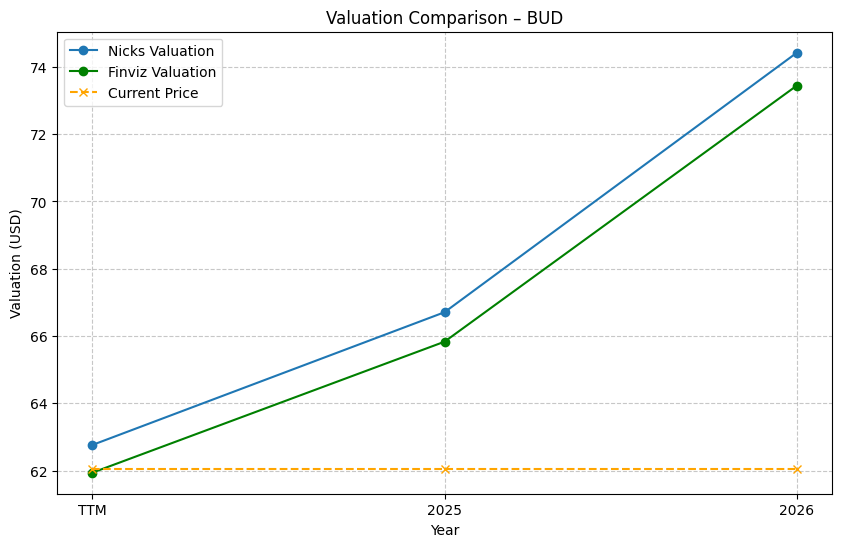 Valuation Comparison – BUD
Nicks Valuation
Finviz Valuation
Current Price
Valuation (USD)
74
72
70
68
66
64
62
TTM
2025
2026
Year